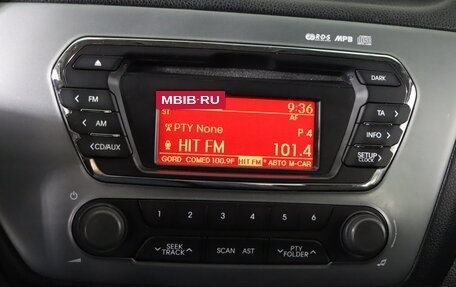 RDS MP3
DARK
MBIB-RU
9:36
ST
AF
< FM
TA >
PTY None
P 4
< AM
INFO >
HIT FM
101.4
< CD/AUX
SETUP >
CLOCK
GORD COMED 100.9F HIT FM АВТО M-CAR
1 2 3 4 5 6
SEEK
TRACK
SCAN AST
PTY
FOLDER